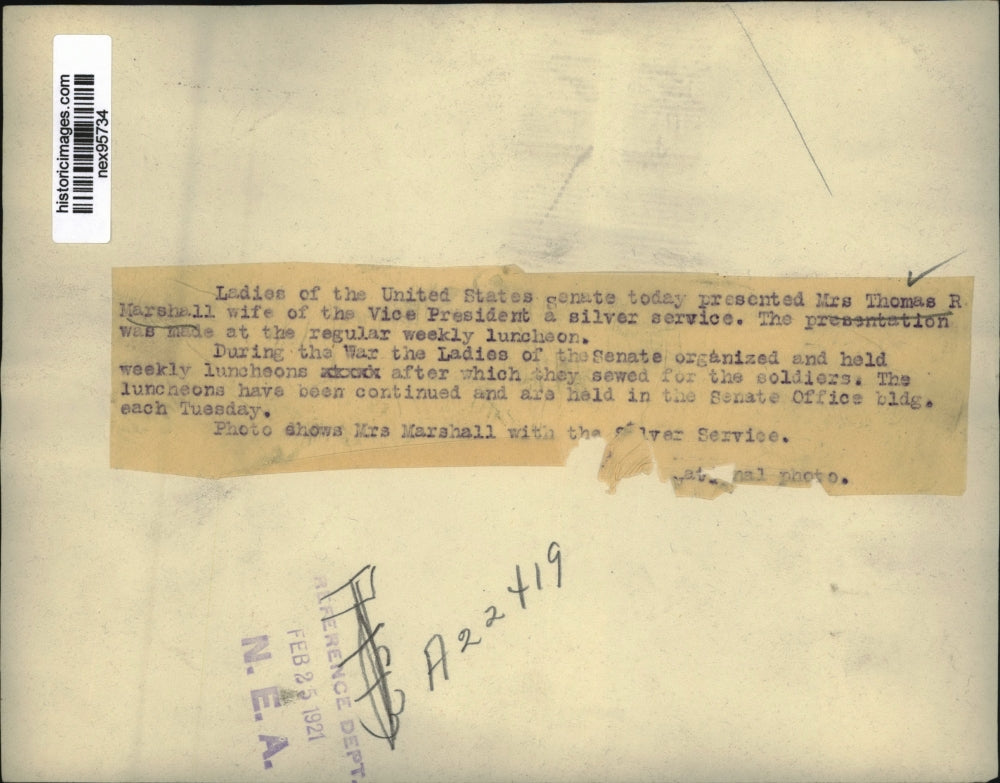 historicimages.com
nex95734
Ladies of the United States senate today presented Mrs Thomas R
Marshall wife of the Vice President a silver service. The presentation
was made at the regular weekly luncheon.
During the War the Ladies of the Senate organized and held
weekly luncheons xxxxx after which they sewed for the soldiers. The
luncheons have been continued and are held in the Senate Office bldg.
each Tuesday.
Photo shows Mrs Marshall with the Silver Service.
photo.
A22419
REFERENCE DEPT.
FEB 25 1921
N. E. A.